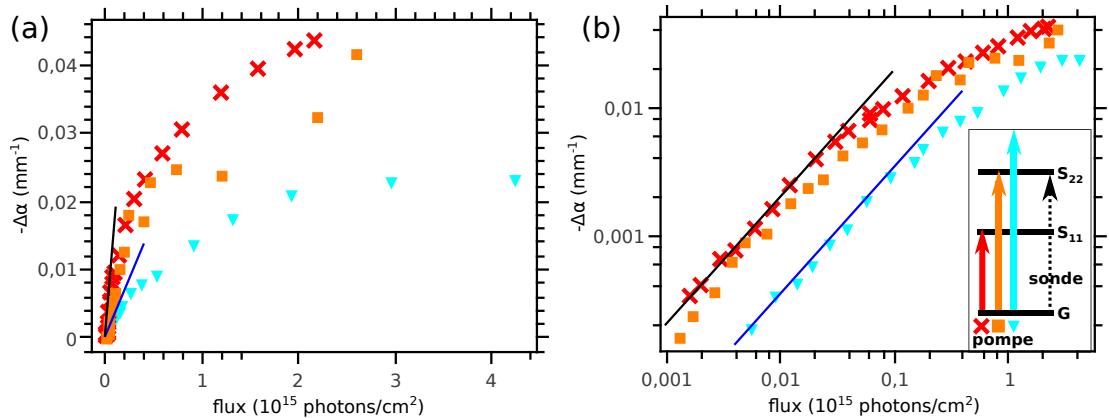 (a)
-Δα (mm⁻¹)
0,04
0,03
0,02
0,01
0
0 1 2 3 4
flux (10¹⁵ photons/cm²)
(b)
-Δα (mm⁻¹)
0,01
0,001
0,001 0,01 0,1 1
flux (10¹⁵ photons/cm²)
S₂₂
S₁₁
sonde
G
pompe